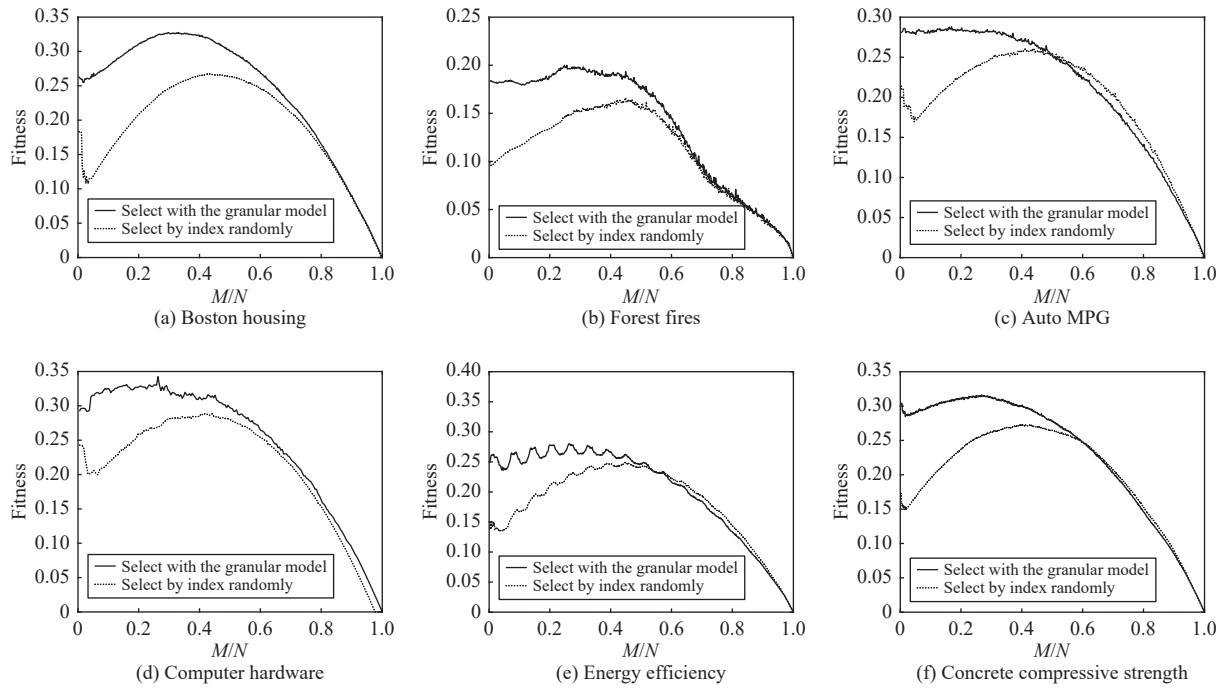 0.35
0.30
0.25
0.20
0.15
0.10
0.05
0
Fitness
Select with the granular model
Select by index randomly
0 0.2 0.4 0.6 0.8 1.0
M/N
(a) Boston housing
0.25
0.20
0.15
0.10
0.05
0
Fitness
Select with the granular model
Select by index randomly
0 0.2 0.4 0.6 0.8 1.0
M/N
(b) Forest fires
0.30
0.25
0.20
0.15
0.10
0.25
0
Fitness
Select with the granular model
Select by index randomly
0 0.2 0.4 0.6 0.8 1.0
M/N
(c) Auto MPG
0.35
0.30
0.25
0.20
0.15
0.10
0.05
0
Fitness
Select with the granular model
Select by index randomly
0 0.2 0.4 0.6 0.8 1.0
M/N
(d) Computer hardware
0.40
0.35
0.30
0.25
0.20
0.15
0.00
0.05
0
Fitness
Select with the granular model
Select by index randomly
0 0.2 0.4 0.6 0.8 1.0
M/N
(e) Energy efficiency
0.35
0.30
0.25
0.20
0.15
0.10
0.05
0
Fitness
Select with the granular model
Select by index randomly
0 0.2 0.4 0.6 0.8 1.0
M/N
(f) Concrete compressive strength